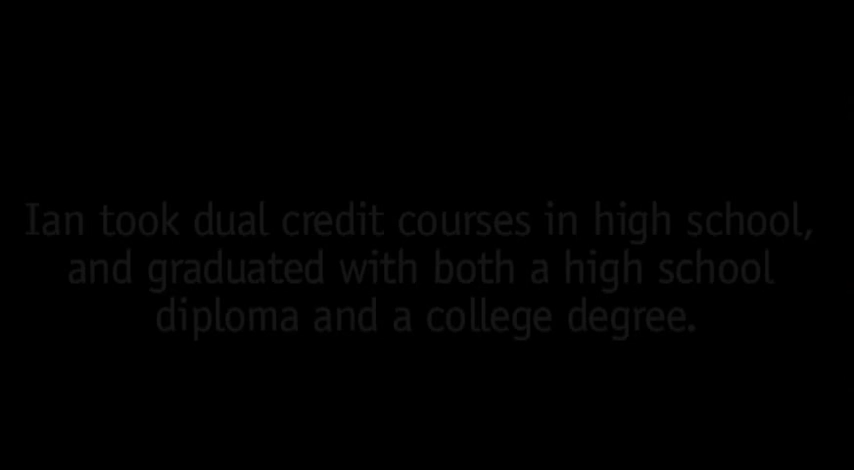 Ian took dual credit courses in high school,
and graduated with both a high school
diploma and a college degree.